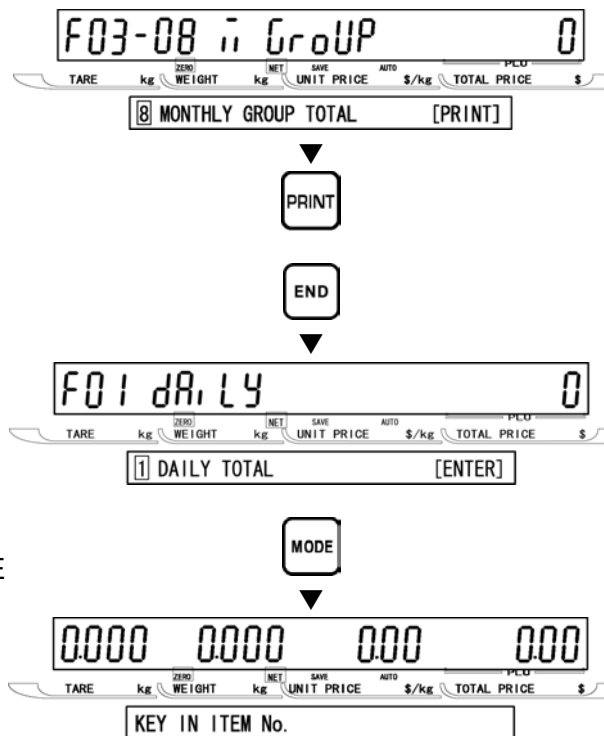 F03-08 ñ GroUP 0
ZERO NET SAVE AUTO PLU
TARE kg WEIGHT kg UNIT PRICE $/kg TOTAL PRICE $
8 MONTHLY GROUP TOTAL [PRINT]
PRINT
END
F01 dAiLY 0
ZERO NET SAVE AUTO PLU
TARE kg WEIGHT kg UNIT PRICE $/kg TOTAL PRICE $
1 DAILY TOTAL [ENTER]
MODE
E
0.000 0.000 0.00 0.00
ZERO NET SAVE AUTO PLU
TARE kg WEIGHT kg UNIT PRICE $/kg TOTAL PRICE $
KEY IN ITEM No.